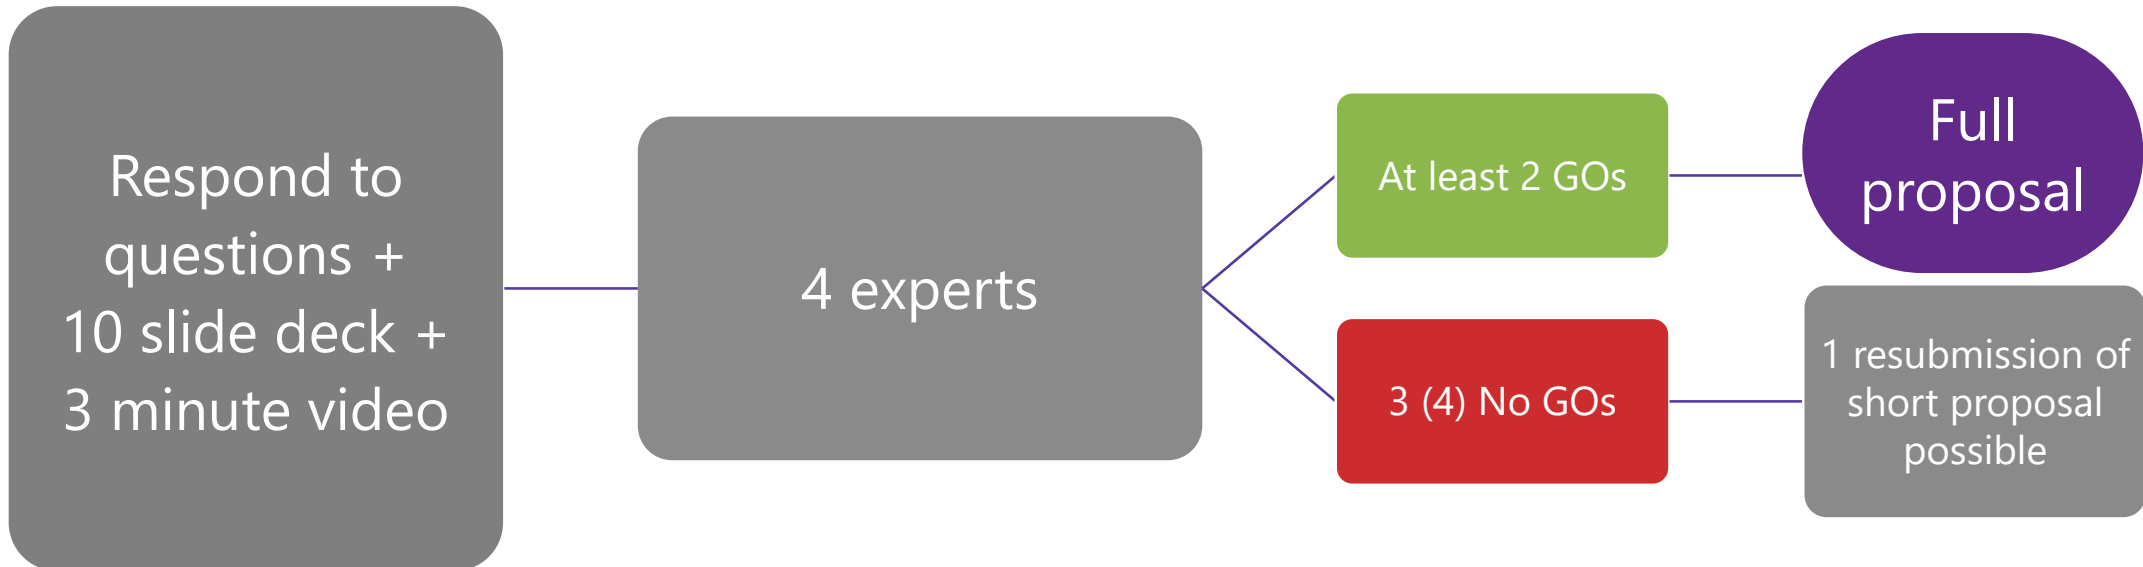 Respond to
questions +
10 slide deck +
3 minute video
4 experts
At least 2 GOs
Full
proposal
3 (4) No GOs
1 resubmission of
short proposal
possible